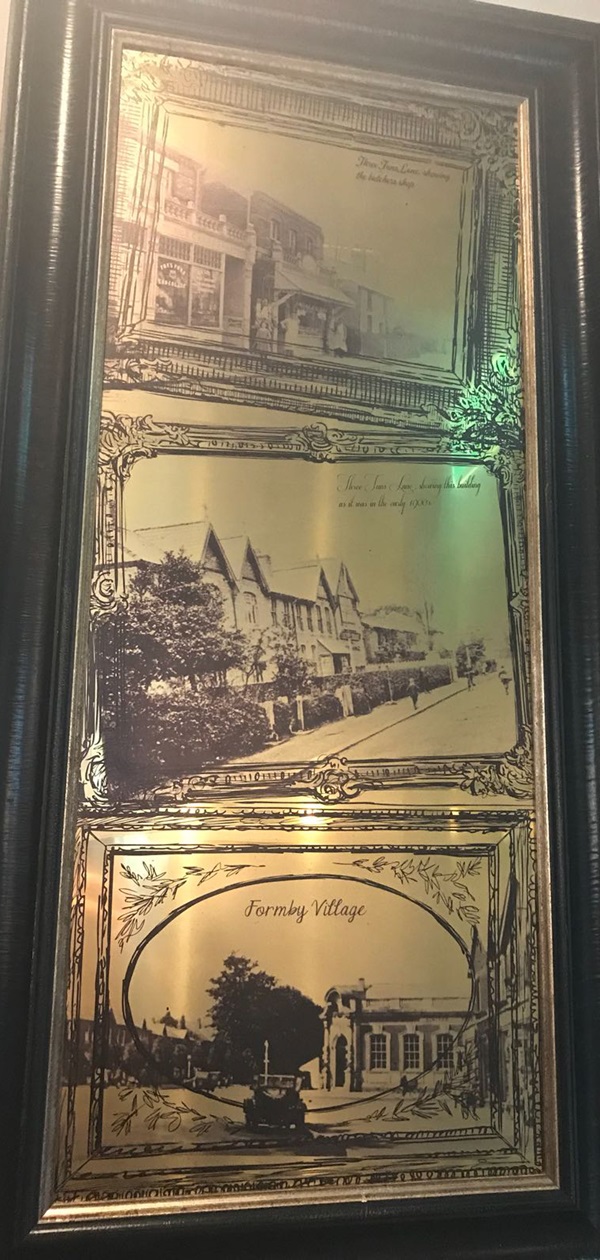 Three Tuns Lane, showing
the butchers shop.
Three Tuns Lane, showing this building
as it was in the early 1900s.
Formby Village